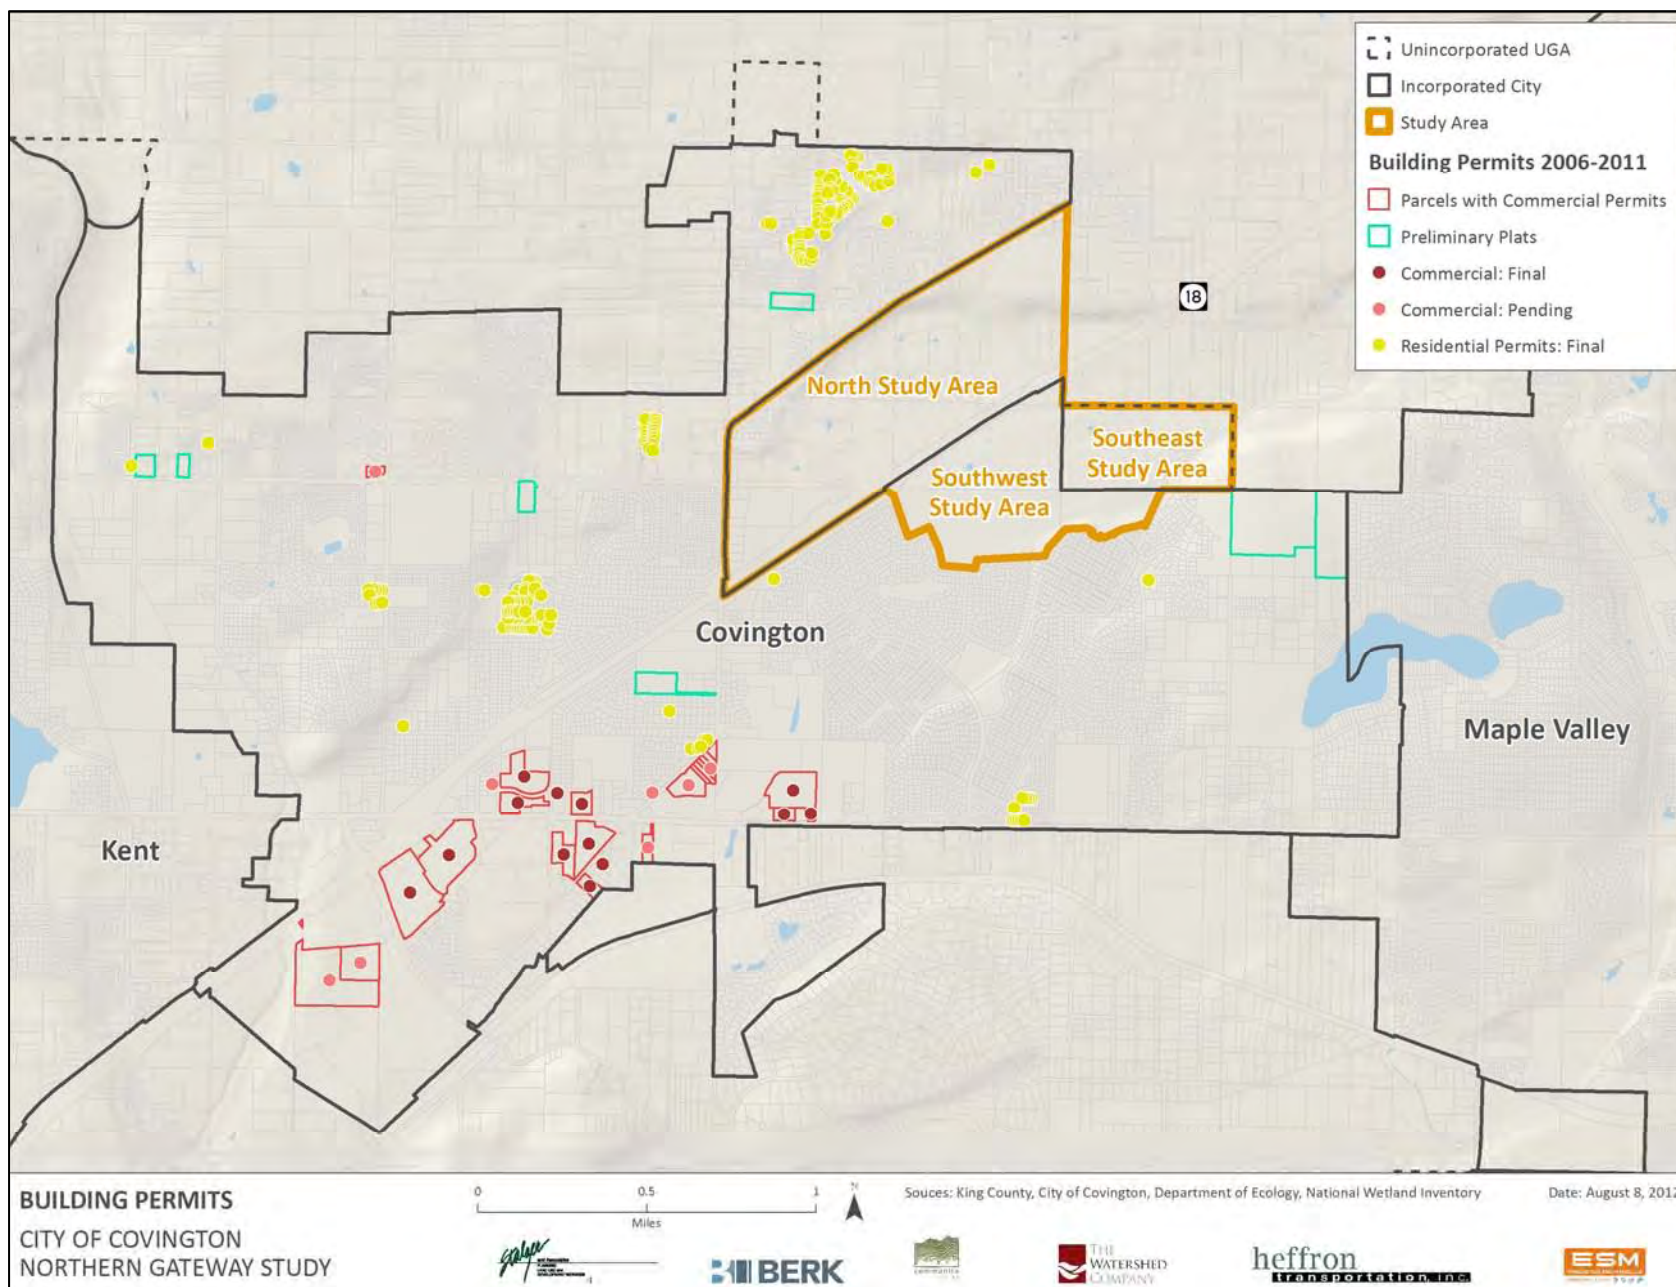 Unincorporated UGA
Incorporated City
Study Area
Building Permits 2006-2011
Parcels with Commercial Permits
Preliminary Plats
Commercial: Final
Commercial: Pending
Residential Permits: Final
18
North Study Area
Southeast
Study Area
Southwest
Study Area
Covington
Maple Valley
Kent
BUILDING PERMITS
CITY OF COVINGTON
NORTHERN GATEWAY STUDY
0 0.5 1
Miles
N
Souces: King County, City of Covington, Department of Ecology, National Wetland Inventory
Date: August 8, 2012
BERK
THE
WATERSHED
COMPANY
heffron
transportation, inc.
ESM